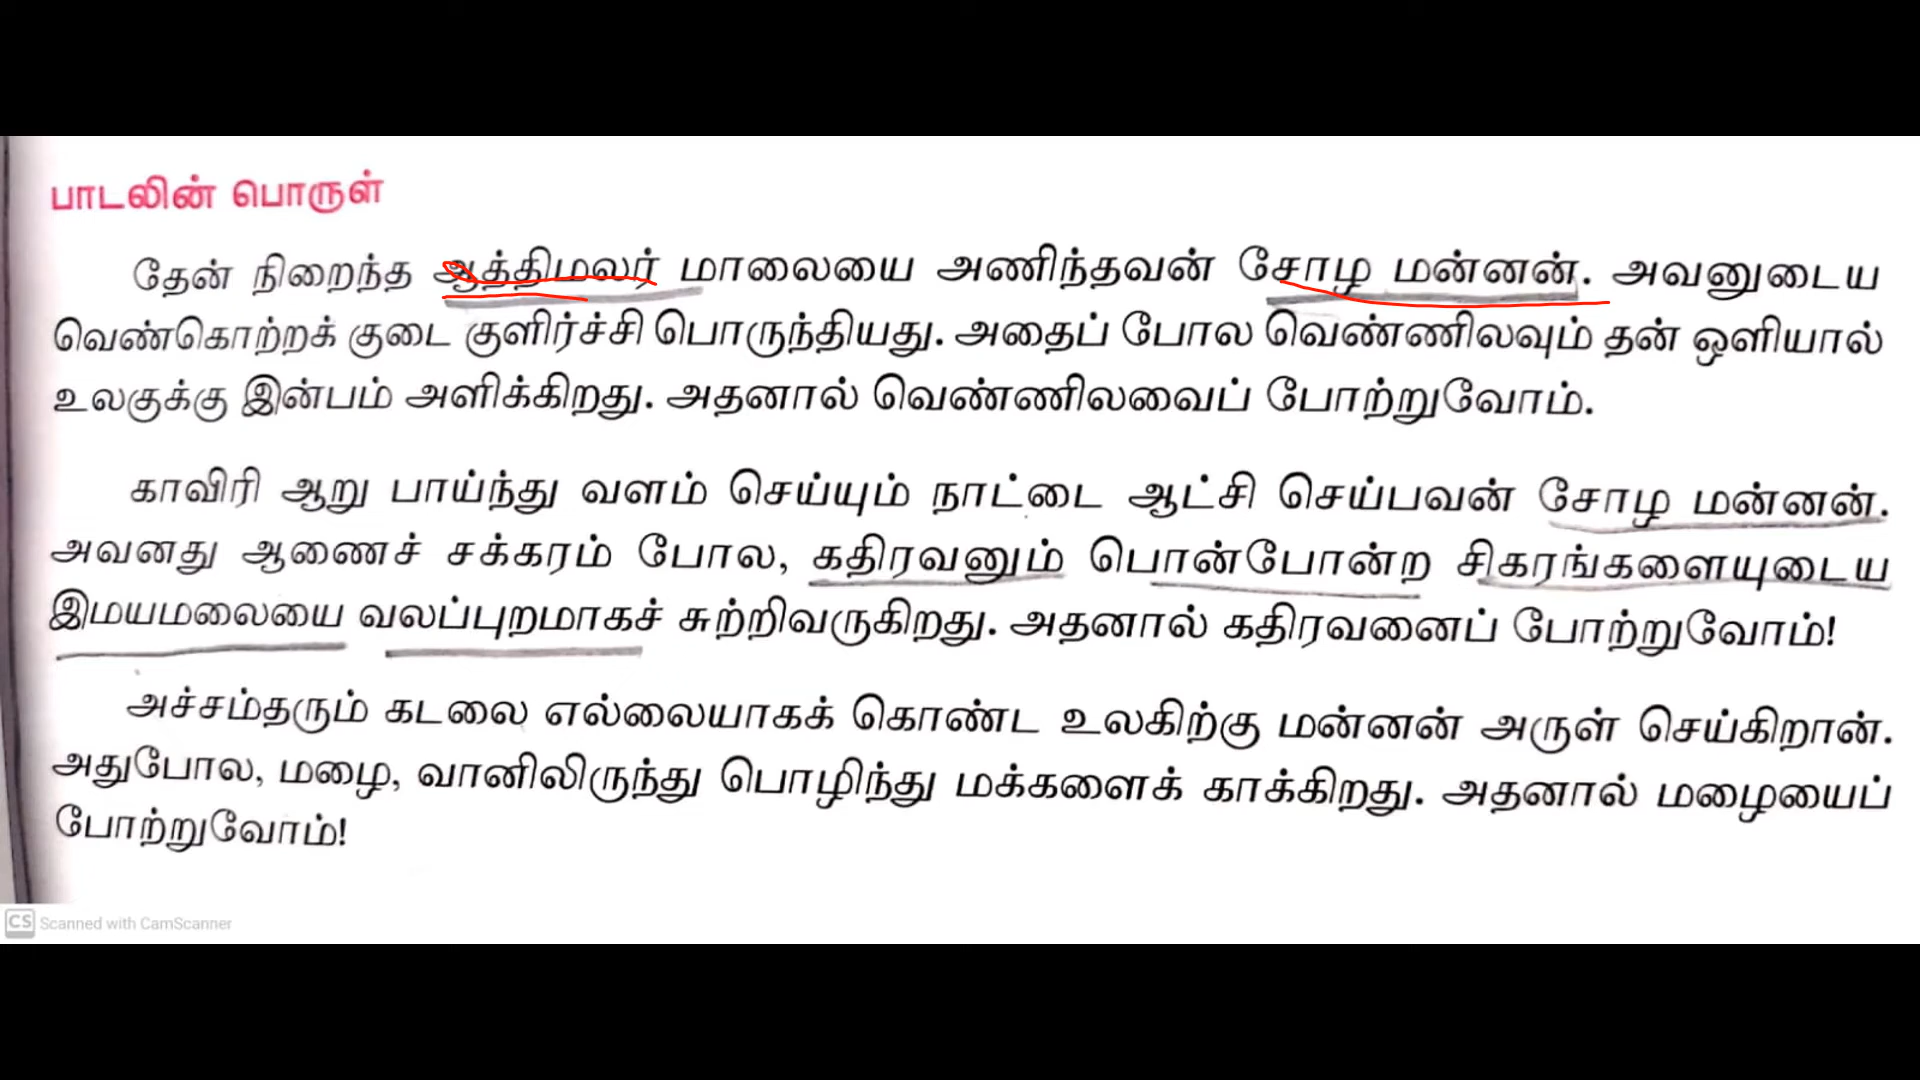 பாடலின் பொருள்
தேன் நிறைந்த ஆத்திமலர் மாலையை அணிந்தவன் சோழ மன்னன். அவனுடைய
வெண்கொற்றக் குடை குளிர்ச்சி பொருந்தியது. அதைப் போல வெண்ணிலவும் தன் ஒளியால்
உலகுக்கு இன்பம் அளிக்கிறது. அதனால் வெண்ணிலவைப் போற்றுவோம்.
காவிரி ஆறு பாய்ந்து வளம் செய்யும் நாட்டை ஆட்சி செய்பவன் சோழ மன்னன்.
அவனது ஆணைச் சக்கரம் போல, கதிரவனும் பொன்போன்ற சிகரங்களையுடைய
இமயமலையை வலப்புறமாகச் சுற்றிவருகிறது. அதனால் கதிரவனைப் போற்றுவோம்!
அச்சம்தரும் கடலை எல்லையாகக் கொண்ட உலகிற்கு மன்னன் அருள் செய்கிறான்.
அதுபோல, மழை, வானிலிருந்து பொழிந்து மக்களைக் காக்கிறது. அதனால் மழையைப்
போற்றுவோம்!
CS Scanned with CamScanner